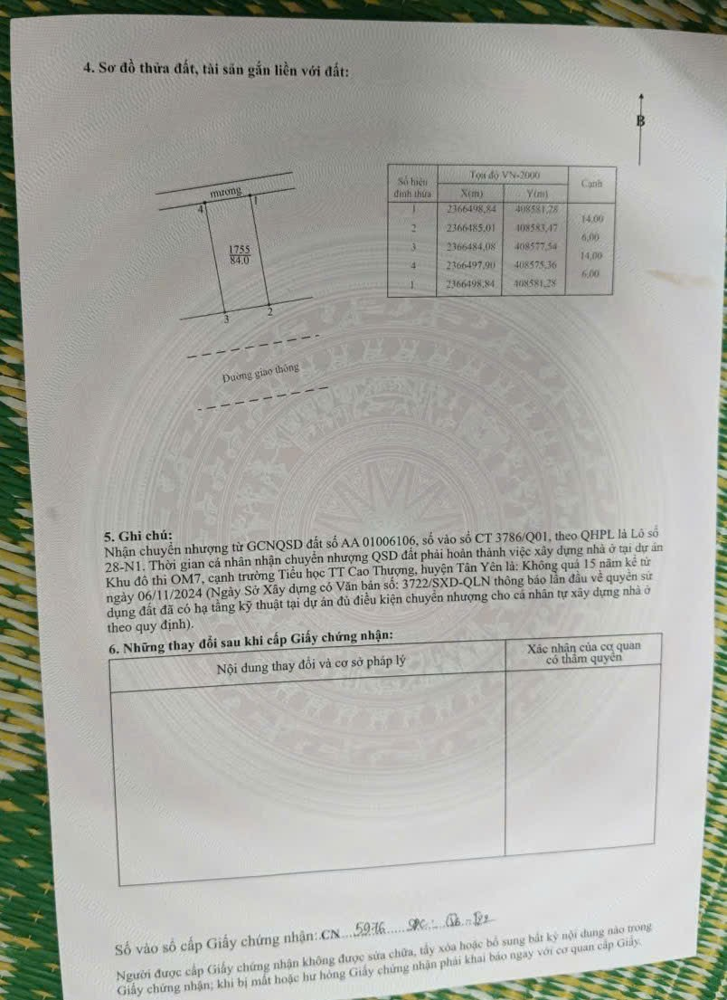 4. Sơ đồ thửa đất, tài sản gắn liền với đất:
B
mương
4
1
1755
84.0
3
2
Đường giao thông
Số hiệu đỉnh thửa Tọa độ VN-2000 Cạnh
X(m) Y(m)
1 2366498,84 408581,28
14,00
2 2366485,01 408583,47
6,00
3 2366484,08 408577,54
14,00
4 2366497,90 408575,36
6,00
1 2366498,84 408581,28
5. Ghi chú:
Nhận chuyển nhượng từ GCNQSD đất số AA 01006106, số vào sổ CT 3786/Q01, theo QHPL là Lô số
28-N1. Thời gian cá nhân nhận chuyển nhượng QSD đất phải hoàn thành việc xây dựng nhà ở tại dự án
Khu đô thị OM7, cạnh trường Tiểu học TT Cao Thượng, huyện Tân Yên là: Không quá 15 năm kể từ
ngày 06/11/2024 (Ngày Sở Xây dựng có Văn bản số: 3722/SXD-QLN thông báo lần đầu về quyền sử
dụng đất đã có hạ tầng kỹ thuật tại dự án đủ điều kiện chuyển nhượng cho cá nhân tự xây dựng nhà ở
theo quy định).
6. Những thay đổi sau khi cấp Giấy chứng nhận:
Nội dung thay đổi và cơ sở pháp lý
Xác nhận của cơ quan
có thẩm quyền
Số vào sổ cấp Giấy chứng nhận: CN...5976
Người được cấp Giấy chứng nhận không được sửa chữa, tẩy xóa hoặc bổ sung bất kỳ nội dung nào trong
Giấy chứng nhận; khi bị mất hoặc hư hỏng Giấy chứng nhận phải khai báo ngay với cơ quan cấp Giấy.